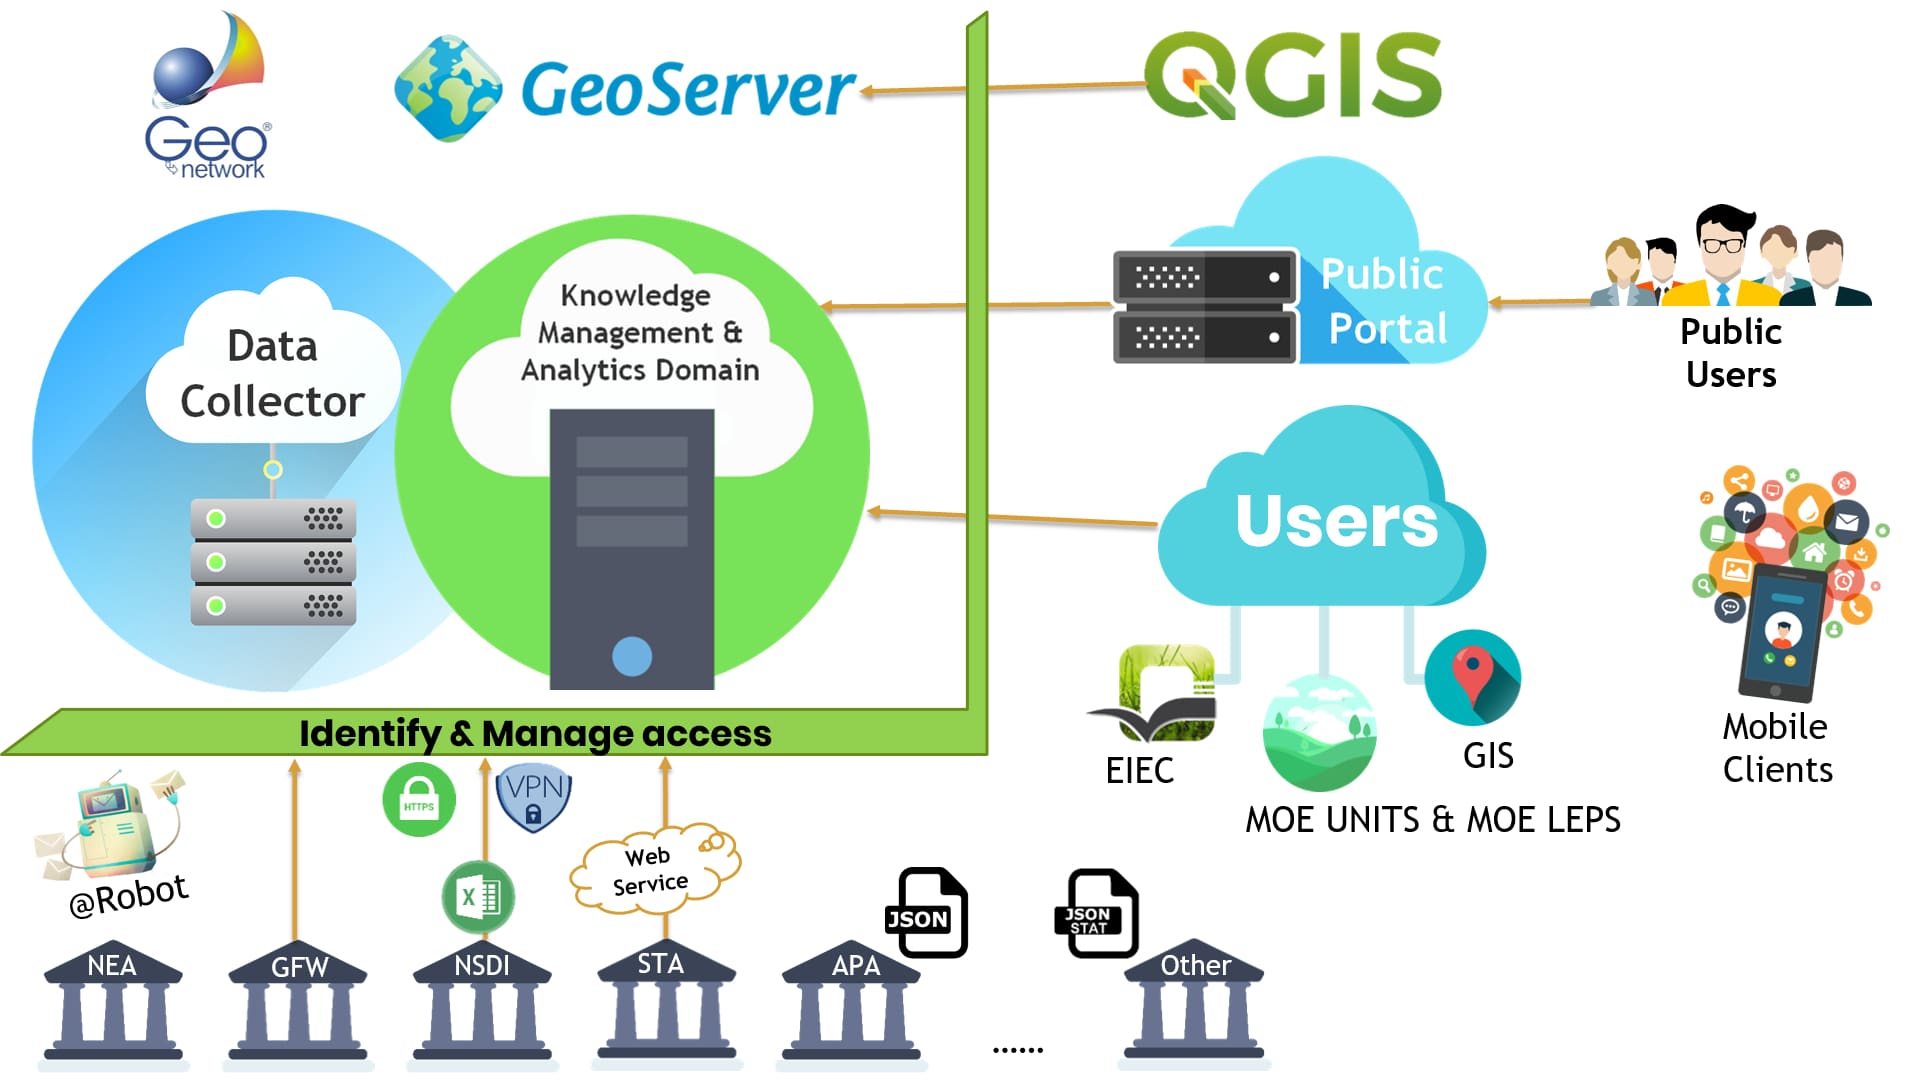 Geo®
network
GeoServer
QGIS
Data
Collector
Knowledge
Management &
Analytics Domain
Public
Portal
Public
Users
Users
EIEC
GIS
MOE UNITS & MOE LEPS
Mobile
Clients
Identify & Manage access
@Robot
HTTPS
VPN
X
Web
Service
JSON
JSON
STAT
NEA
GFW
NSDI
STA
APA
......
Other